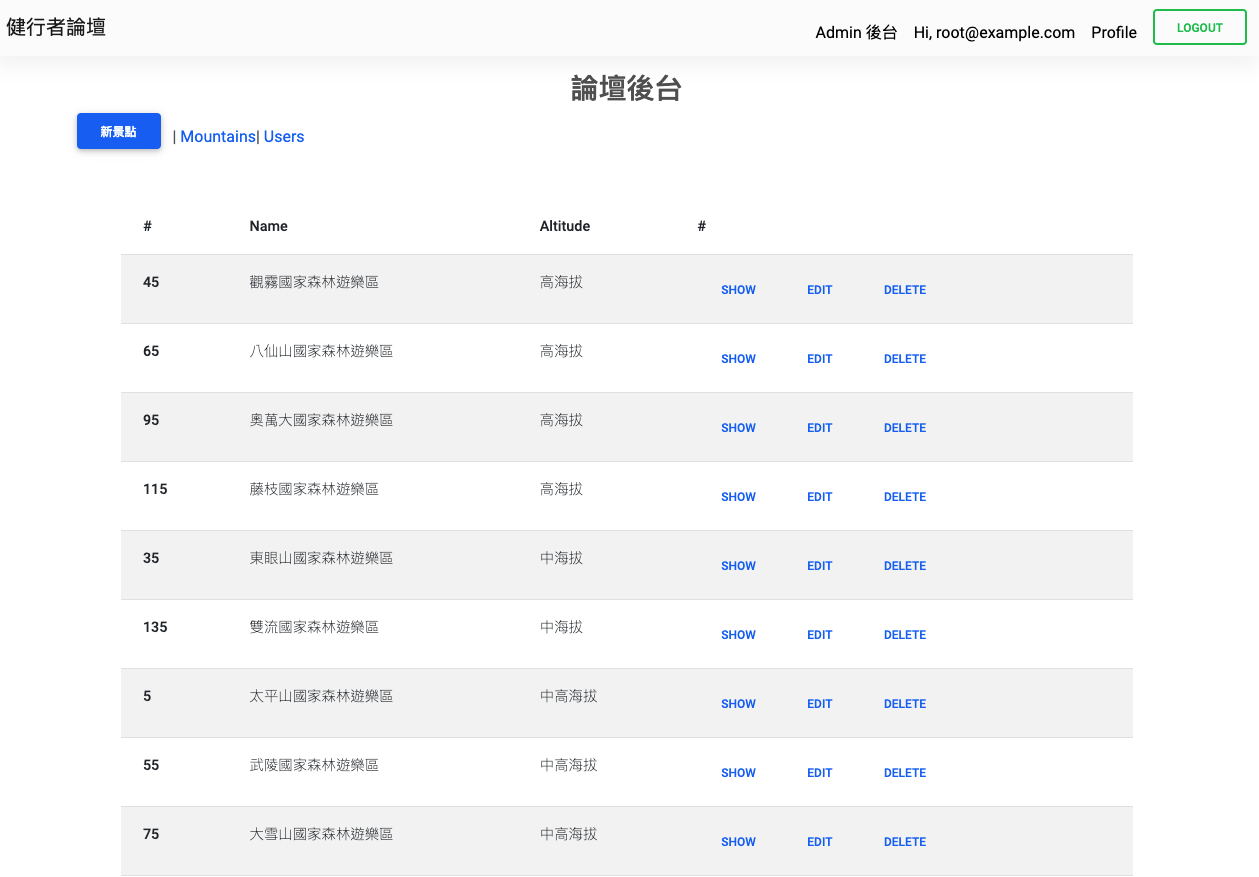 健行者論壇
Admin 後台 Hi, root@example.com Profile LOGOUT
論壇後台
新景點 | Mountains| Users
# Name Altitude #
45 觀霧國家森林遊樂區 高海拔 SHOW EDIT DELETE
65 八仙山國家森林遊樂區 高海拔 SHOW EDIT DELETE
95 奧萬大國家森林遊樂區 高海拔 SHOW EDIT DELETE
115 藤枝國家森林遊樂區 高海拔 SHOW EDIT DELETE
35 東眼山國家森林遊樂區 中海拔 SHOW EDIT DELETE
135 雙流國家森林遊樂區 中海拔 SHOW EDIT DELETE
5 太平山國家森林遊樂區 中高海拔 SHOW EDIT DELETE
55 武陵國家森林遊樂區 中高海拔 SHOW EDIT DELETE
75 大雪山國家森林遊樂區 中高海拔 SHOW EDIT DELETE